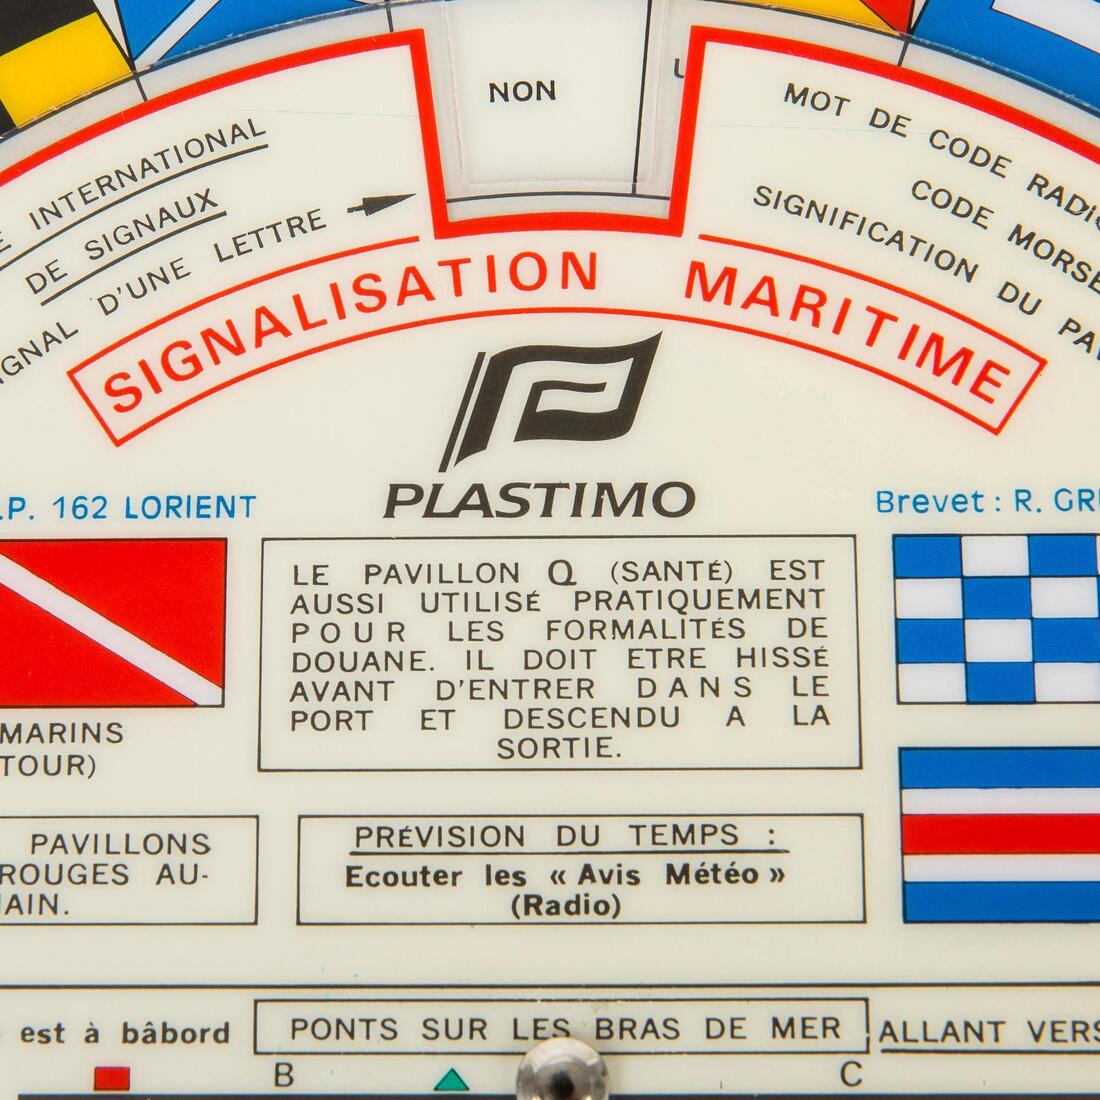 NON
INTERNATIONAL
DE SIGNAUX
D'UNE LETTRE
MOT DE CODE
CODE MORSE
SIGNIFICATION DU
SIGNALISATION MARITIME
PLASTIMO
.P. 162 LORIENT
Brevet : R.
LE PAVILLON Q (SANTÉ) EST
AUSSI UTILISÉ PRATIQUEMENT
POUR LES FORMALITÉS DE
DOUANE. IL DOIT ETRE HISSÉ
AVANT D'ENTRER DANS LE
PORT ET DESCENDU A LA
SORTIE.
MARINS
TOUR)
PAVILLONS
ROUGES AU-
PRÉVISION DU TEMPS :
Ecouter les « Avis Météo »
(Radio)
est à bâbord
PONTS SUR LES BRAS DE MER
ALLANT VERS
B
C